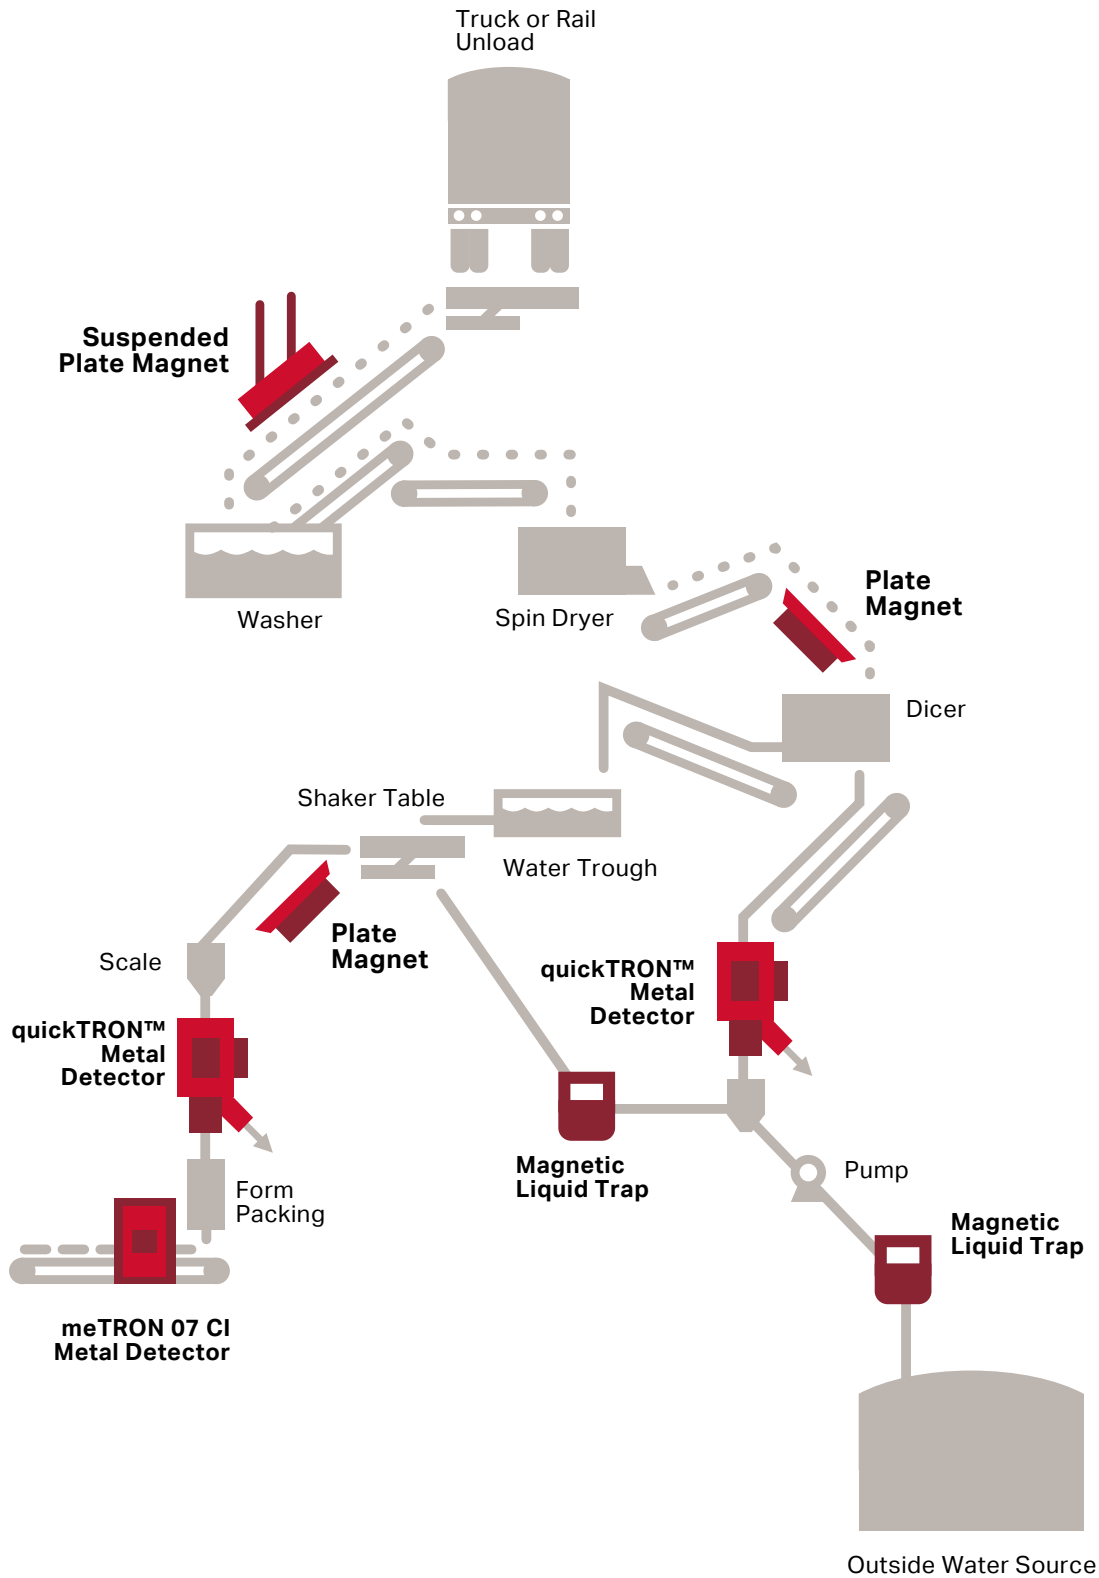 Truck or Rail
Unload
Suspended
Plate Magnet
Washer
Spin Dryer
Plate
Magnet
Dicer
Shaker Table
Water Trough
Plate
Magnet
Scale
quickTRON™
Metal
Detector
quickTRON™
Metal
Detector
Magnetic
Liquid Trap
Pump
Form
Packing
Magnetic
Liquid Trap
meTRON 07 CI
Metal Detector
Outside Water Source